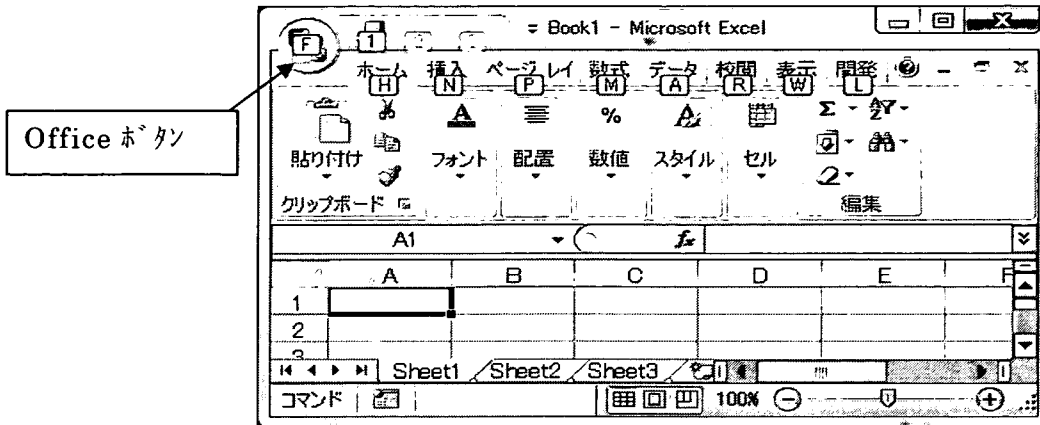 Book1 - Microsoft Excel
F 1
ホーム 挿入 ページ レイ 数式 データ 校閲 表示 開発
H N P M A R W L
Office ボタン
貼り付け フォント 配置 数値 スタイル セル
クリップボード 編集
A1 fx
A B C D E F
1
2
3
Sheet1 Sheet2 Sheet3
コマンド 100%